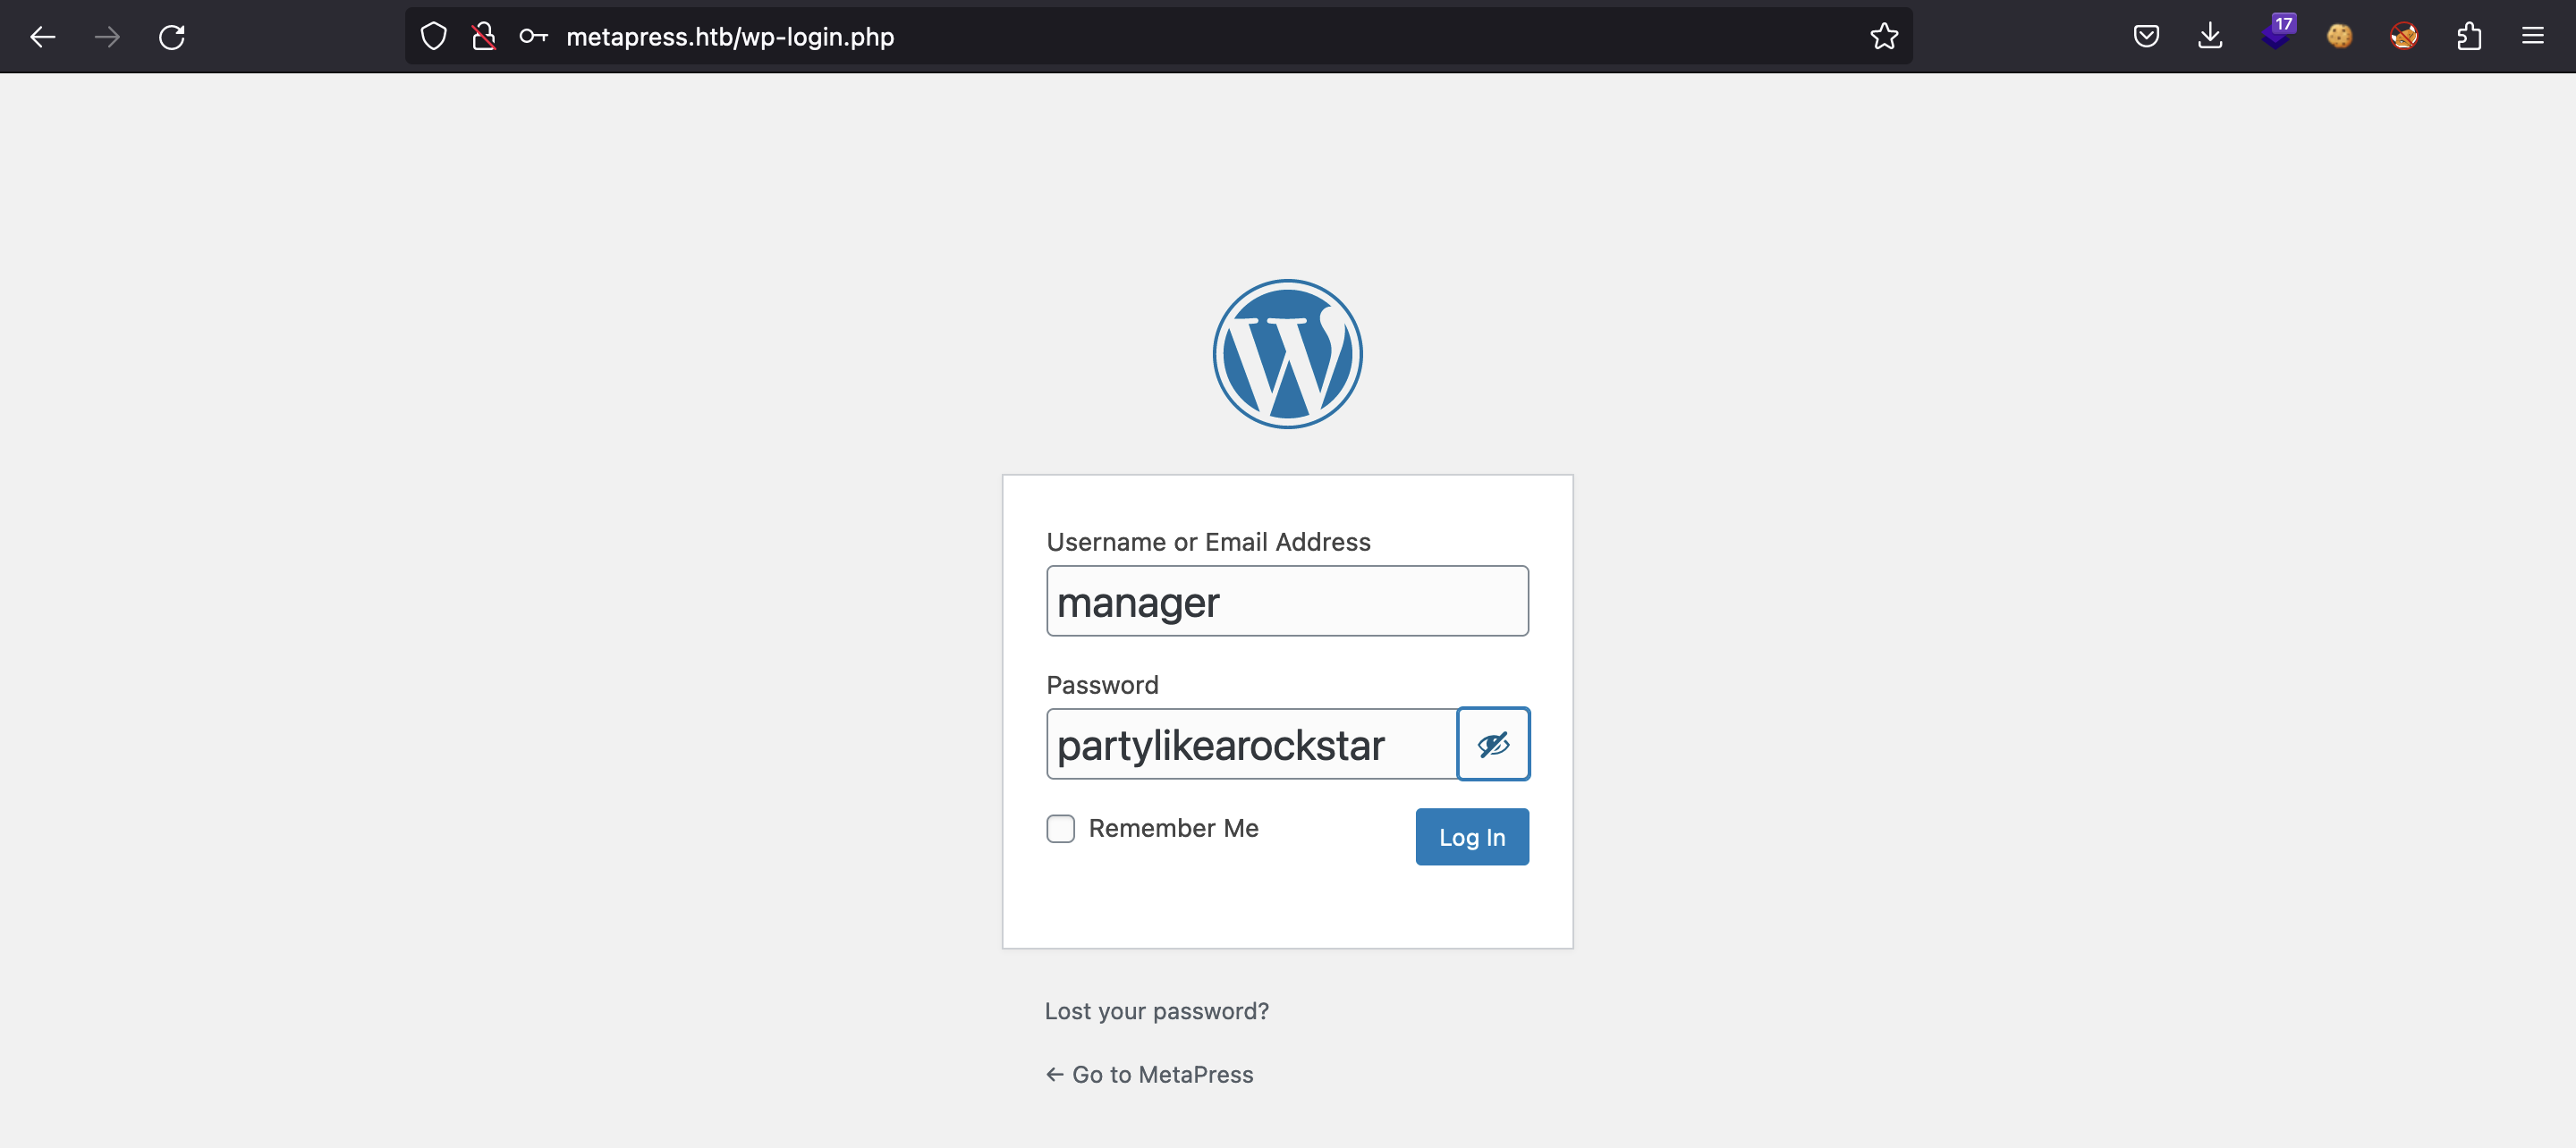 metapress.htb/wp-login.php
17
Username or Email Address
manager
Password
partylikearockstar
Remember Me
Log In
Lost your password?
← Go to MetaPress